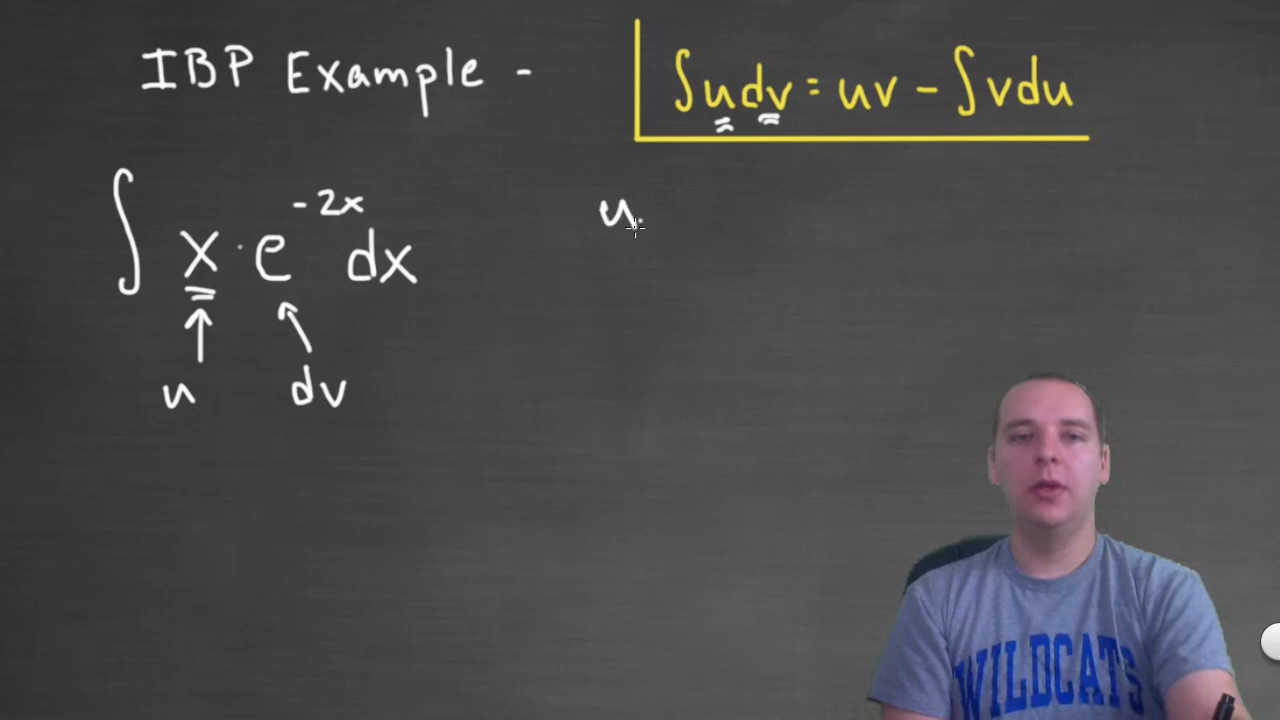 IBP Example -
∫udv = uv - ∫vdu
∫ x · e^{-2x} dx
u
u dv
WILDCATS